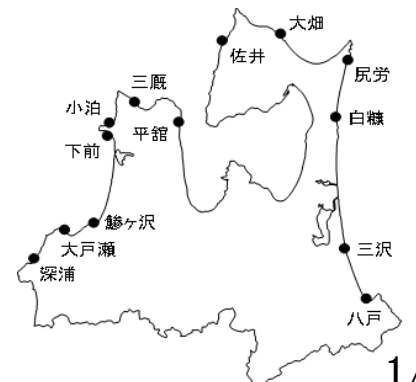 大畑
佐井
尻労
三厩
小泊
平舘
下前
白糠
鰺ヶ沢
大戸瀬
深浦
三沢
八戸
1/